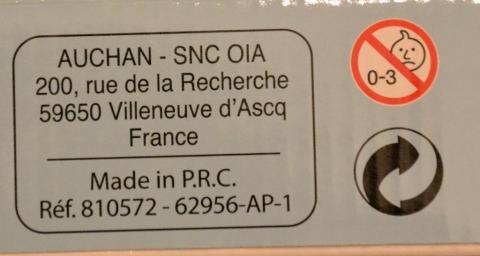 AUCHAN - SNC OIA
200, rue de la Recherche
59650 Villeneuve d'Ascq
France
Made in P.R.C.
Réf. 810572 - 62956-AP-1
0-3